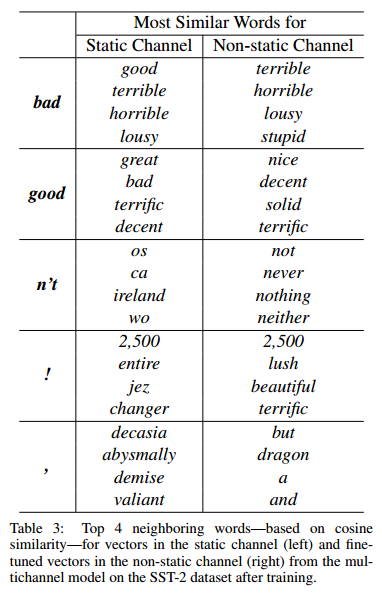 Most Similar Words for
Static Channel Non-static Channel
bad
good terrible
terrible horrible
horrible lousy
lousy stupid
good
great nice
bad decent
terrific solid
decent terrific
n't
os not
ca never
ireland nothing
wo neither
!
2,500 2,500
entire lush
jez beautiful
changer terrific
,
decasia but
abysmally dragon
demise a
valiant and
Table 3: Top 4 neighboring words—based on cosine
similarity—for vectors in the static channel (left) and fine-
tuned vectors in the non-static channel (right) from the mul-
tichannel model on the SST-2 dataset after training.